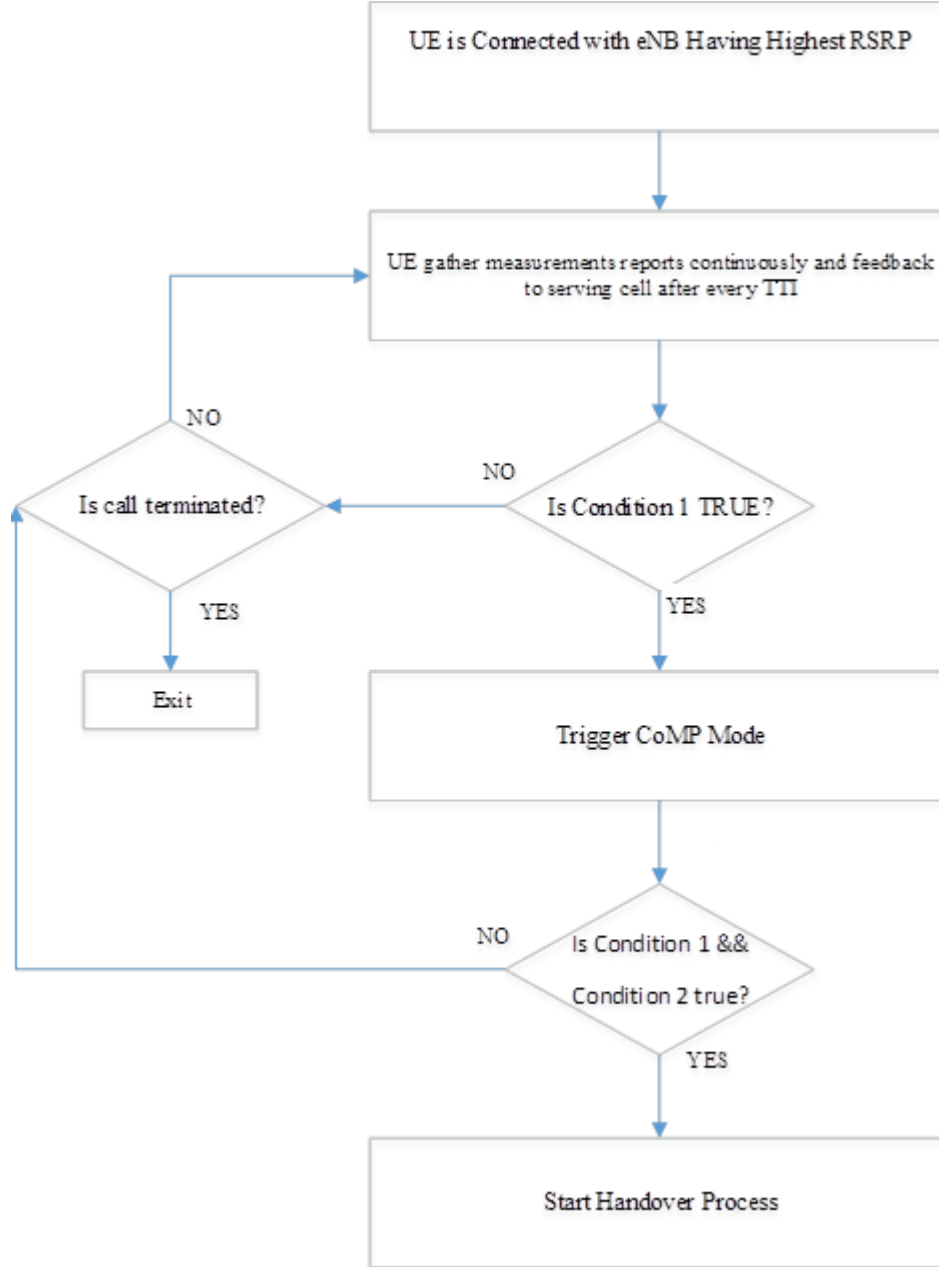 UE is Connected with eNB Having Highest RSRP
UE gather measurements reports continuously and feedback
to serving cell after every TTI
NO
NO
Is call terminated?
Is Condition 1 TRUE?
YES
YES
Exit
Trigger CoMP Mode
NO
Is Condition 1 &&
Condition 2 true?
YES
Start Handover Process